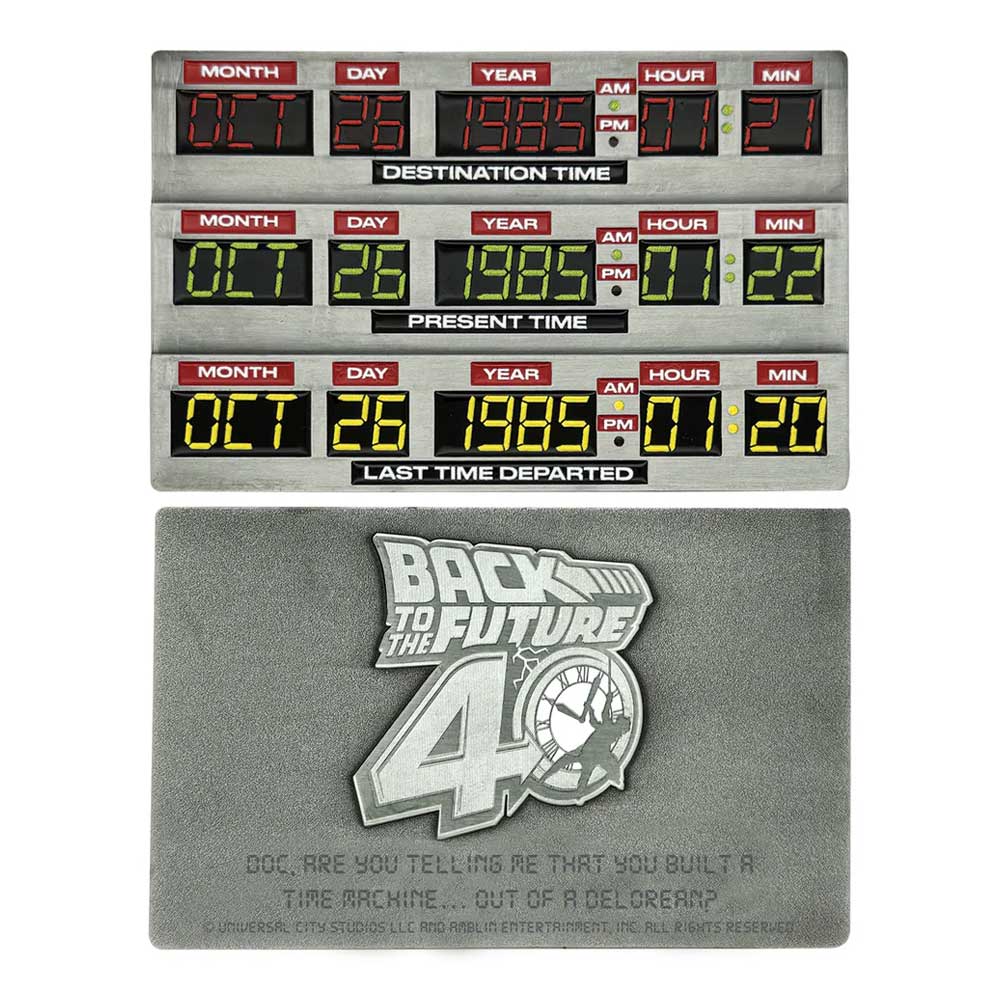 MONTH DAY YEAR AM HOUR MIN
OCT 26 1985 PM 01 : 21
DESTINATION TIME
MONTH DAY YEAR AM HOUR MIN
OCT 26 1985 PM 01 : 22
PRESENT TIME
MONTH DAY YEAR AM HOUR MIN
OCT 26 1985 PM 01 : 20
LAST TIME DEPARTED
BACK
TO THE FUTURE
40
XII
DOC, ARE YOU TELLING ME THAT YOU BUILT A
TIME MACHINE... OUT OF A DELOREAN?
© UNIVERSAL CITY STUDIOS LLC AND AMBLIN ENTERTAINMENT, INC. ALL RIGHTS RESERVED.